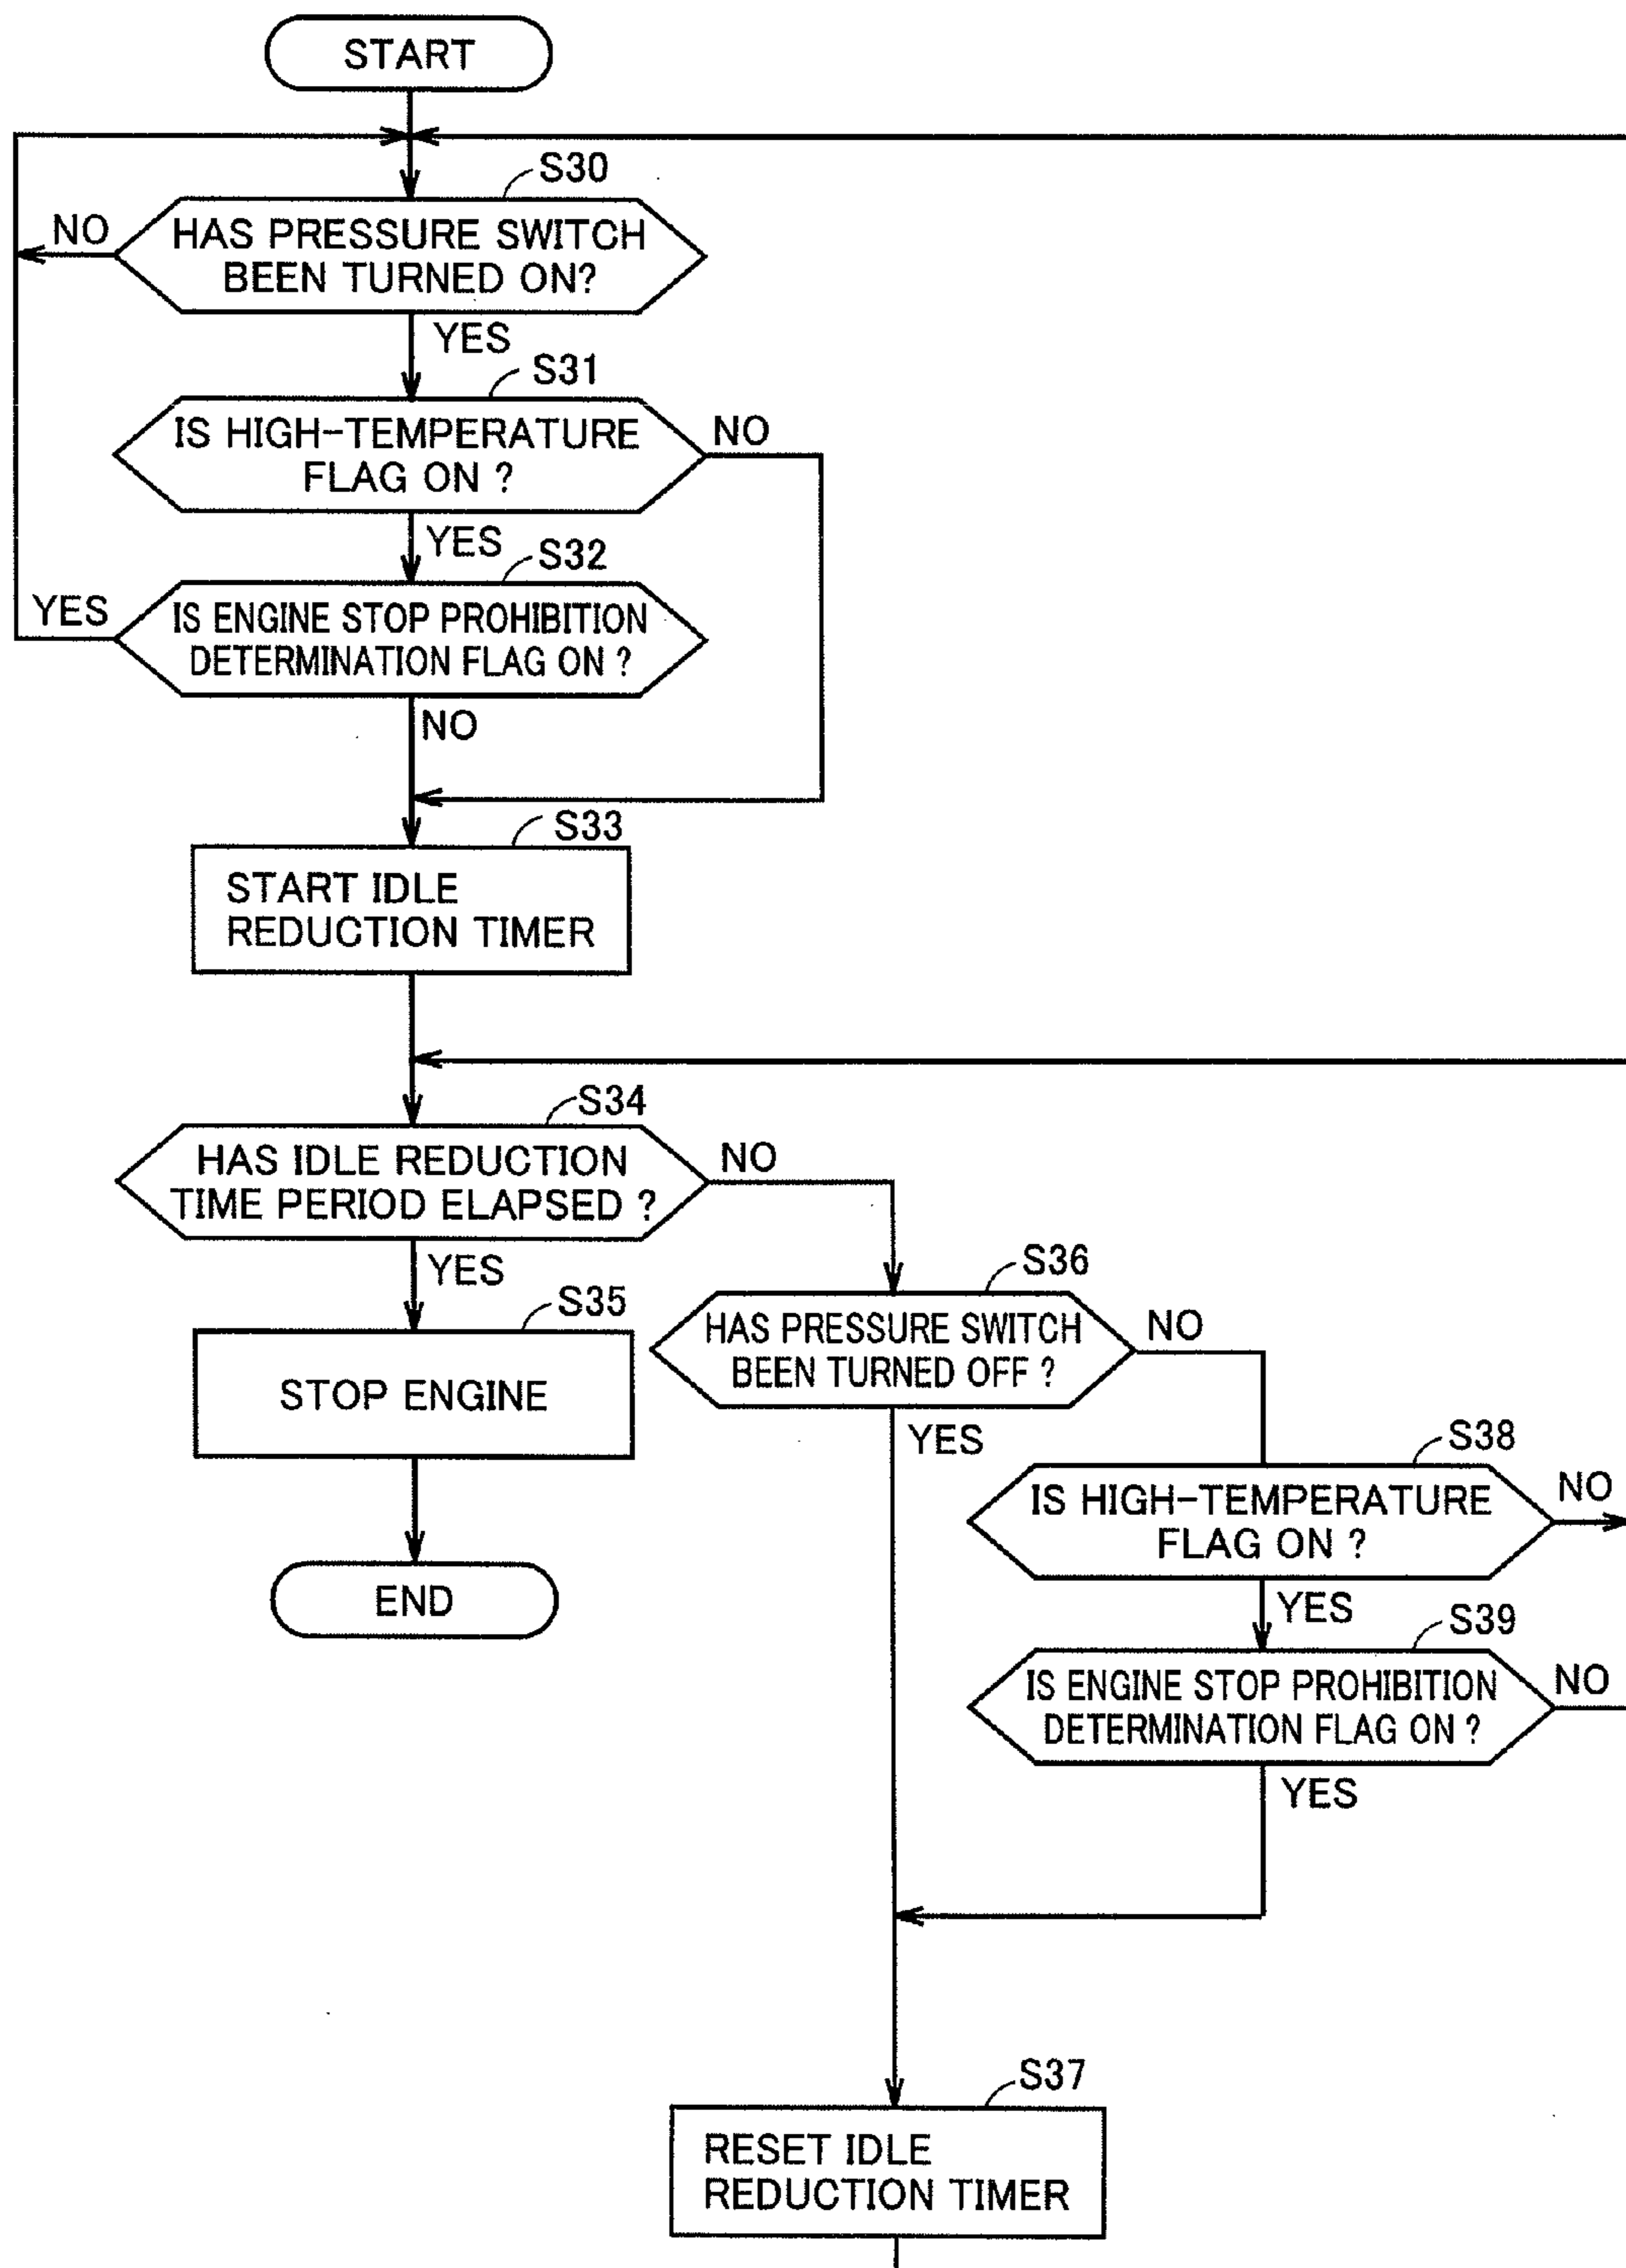 START
S30
NO
HAS PRESSURE SWITCH
BEEN TURNED ON?
YES
S31
IS HIGH-TEMPERATURE
FLAG ON ?
NO
YES
S32
YES
IS ENGINE STOP PROHIBITION
DETERMINATION FLAG ON ?
NO
S33
START IDLE
REDUCTION TIMER
S34
HAS IDLE REDUCTION
TIME PERIOD ELAPSED ?
NO
YES
S35
STOP ENGINE
END
S36
HAS PRESSURE SWITCH
BEEN TURNED OFF ?
NO
YES
S38
IS HIGH-TEMPERATURE
FLAG ON ?
NO
YES
S39
IS ENGINE STOP PROHIBITION
DETERMINATION FLAG ON ?
NO
YES
S37
RESET IDLE
REDUCTION TIMER